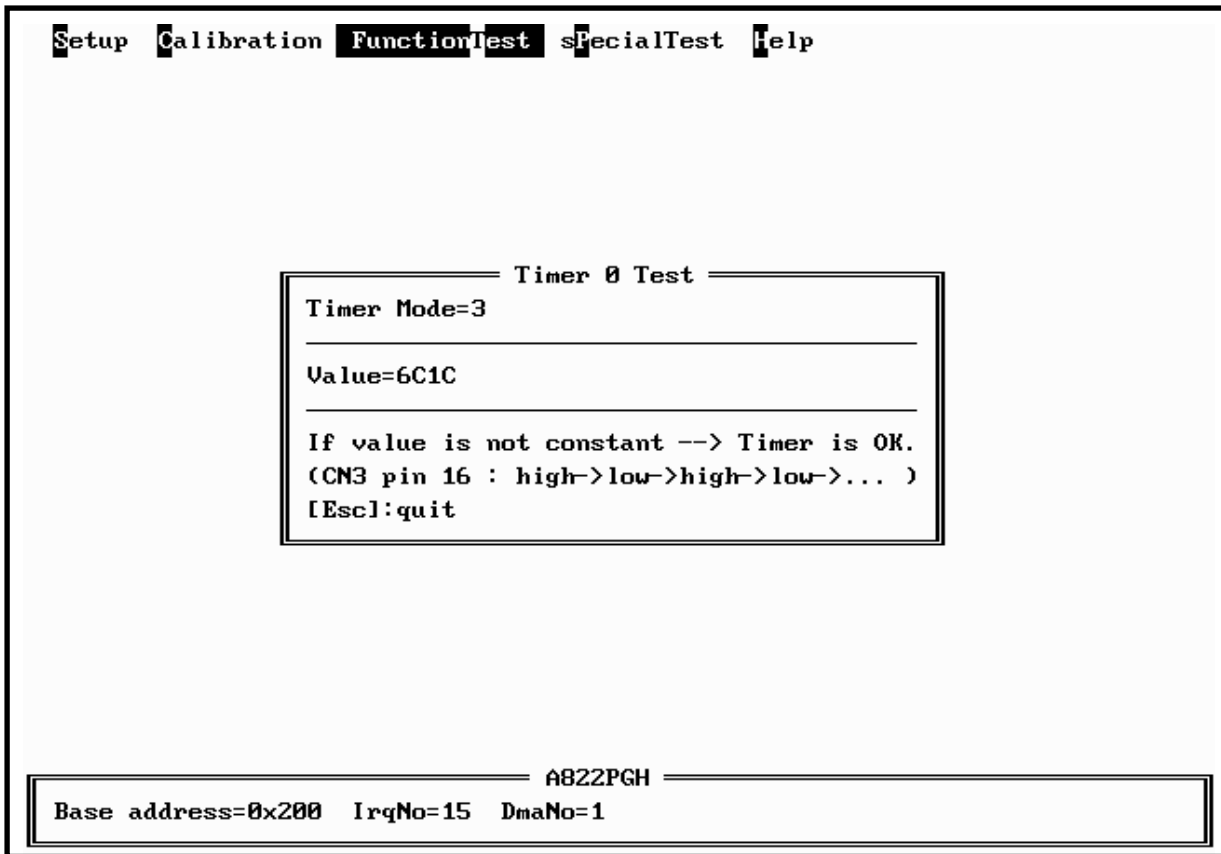 Setup Calibration FunctionTest sPecialTest Help
Timer 0 Test
Timer Mode=3
Value=6C1C
If value is not constant --> Timer is OK.
(CN3 pin 16 : high->low->high->low->... )
[Esc]:quit
A822PGH
Base address=0x200 IrqNo=15 DmaNo=1